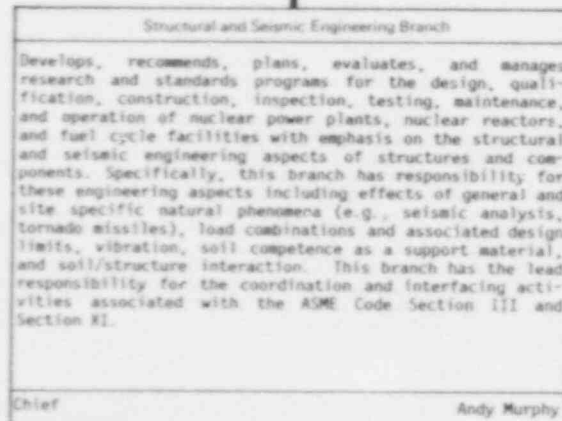 Structural and Seismic Engineering Branch
Develops, recommends, plans, evaluates, and manages
research and standards programs for the design, quali-
fication, construction, inspection, testing, maintenance,
and operation of nuclear power plants, nuclear reactors,
and fuel cycle facilities with emphasis on the structural
and seismic engineering aspects of structures and com-
ponents. Specifically, this branch has responsibility for
these engineering aspects including effects of general and
site specific natural phenomena (e.g., seismic analysis,
tornado missiles), load combinations and associated design
limits, vibration, soil competence as a support material,
and soil/structure interaction. This branch has the lead
responsibility for the coordination and interfacing acti-
vities associated with the ASME Code Section III and
Section XI.
Chief Andy Murphy